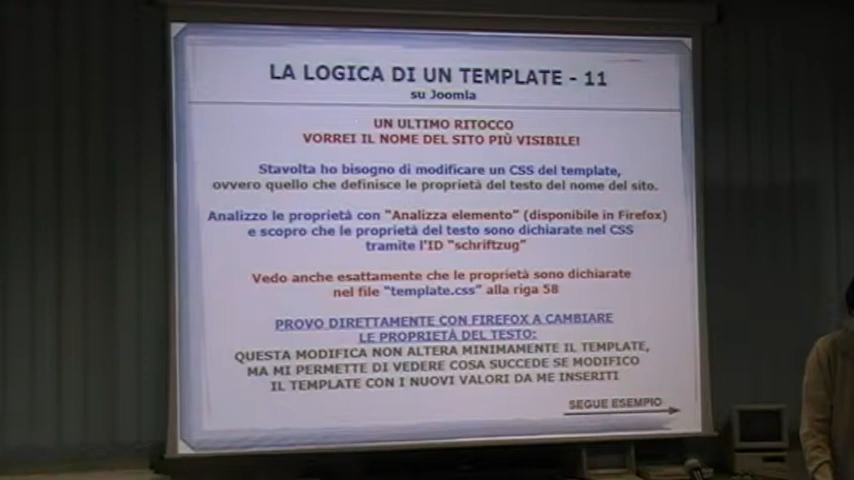 LA LOGICA DI UN TEMPLATE - 11
su Joomla
UN ULTIMO RITOCCO
VORREI IL NOME DEL SITO PIÙ VISIBILE!
Stavolta ho bisogno di modificare un CSS del template,
ovvero quello che definisce le proprietà del testo del nome del sito.
Analizzo le proprietà con "Analizza elemento" (disponibile in Firefox)
e scopro che le proprietà del testo sono dichiarate nel CSS
tramite l'ID "schriftzug"
Vedo anche esattamente che le proprietà sono dichiarate
nel file "template.css" alla riga 58
PROVO DIRETTAMENTE CON FIREFOX A CAMBIARE
LE PROPRIETÀ DEL TESTO:
QUESTA MODIFICA NON ALTERA MINIMAMENTE IL TEMPLATE,
MA MI PERMETTE DI VEDERE COSA SUCCEDE SE MODIFICO
IL TEMPLATE CON I NUOVI VALORI DA ME INSERITI
SEGUE ESEMPIO